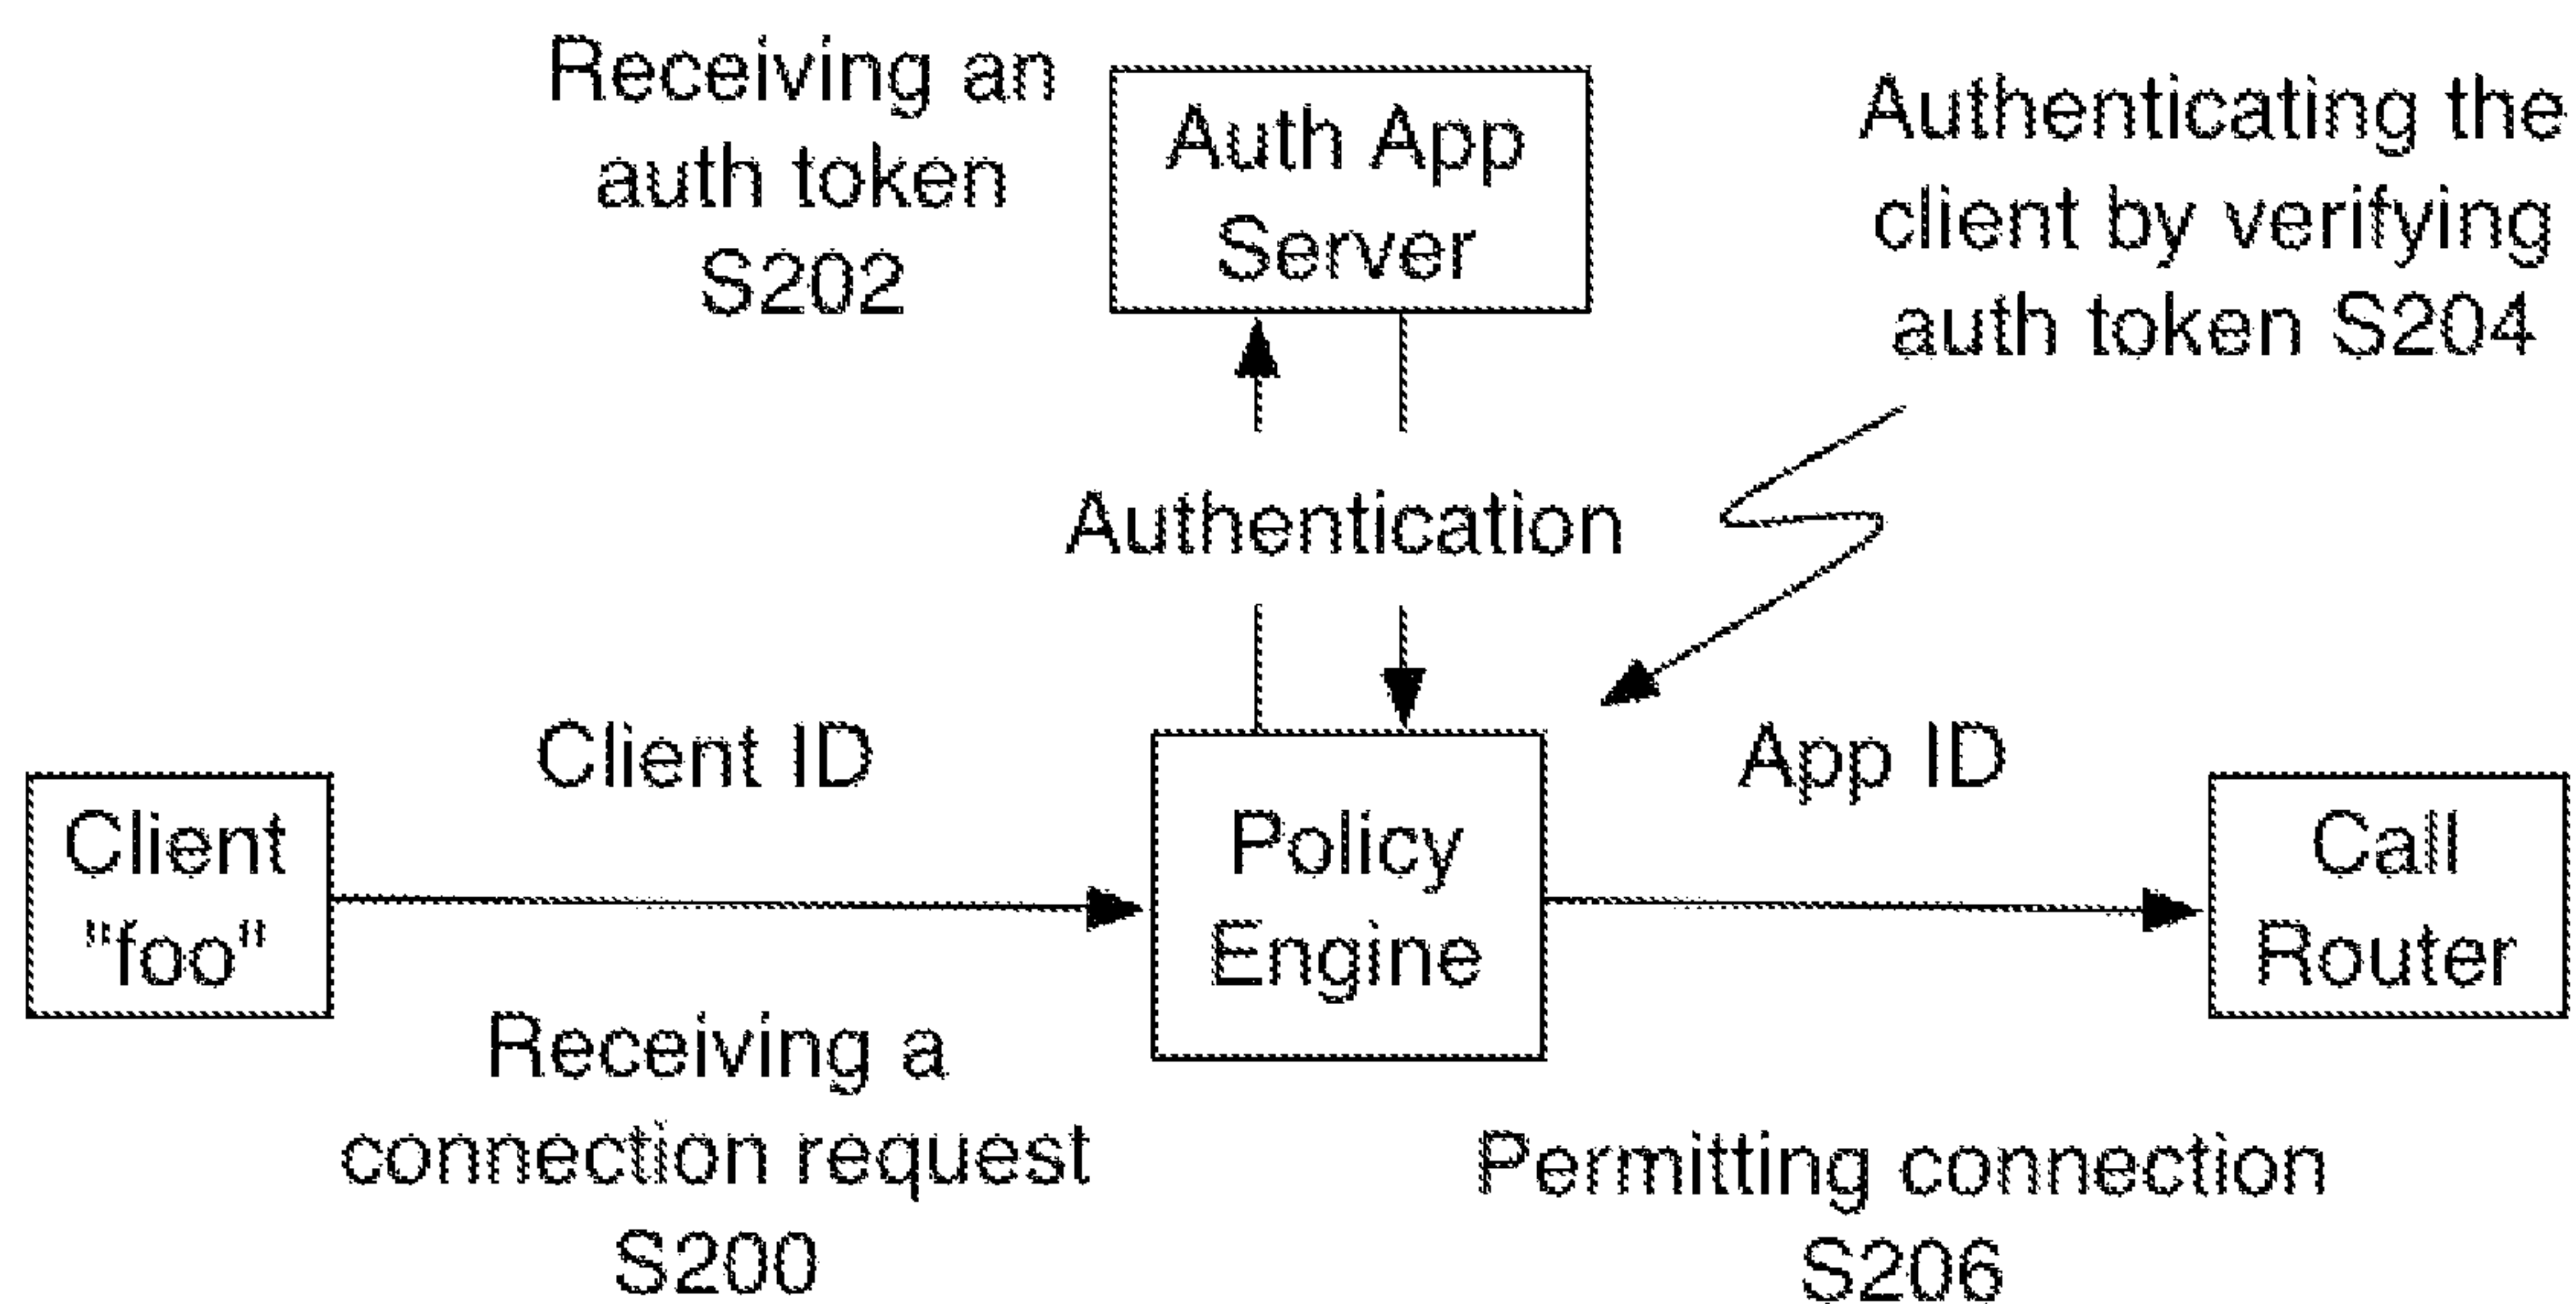 Receiving an
auth token
S202
Auth App
Server
Authenticating the
client by verifying
auth token S204
Authentication
Client ID
App ID
Client
"foo"
Policy
Engine
Call
Router
Receiving a
connection request
S200
Permitting connection
S206